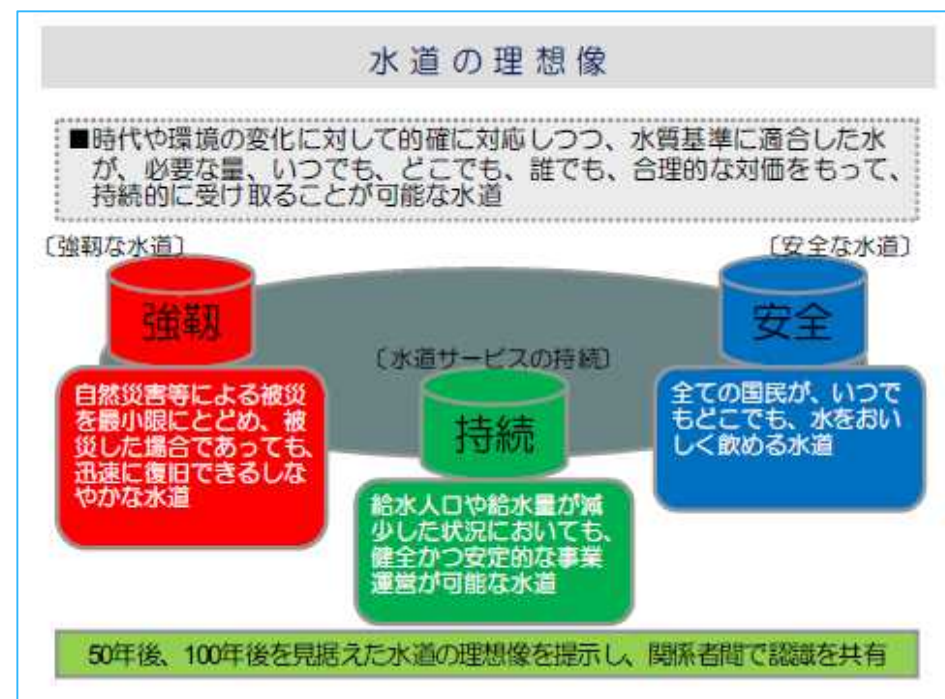 水道の理想像
■時代や環境の変化に対して的確に対応しつつ、水質基準に適合した水
が、必要な量、いつでも、どこでも、誰でも、合理的な対価をもって、
持続的に受け取ることが可能な水道
〔強靱な水道〕
〔安全な水道〕
強靱
安全
〔水道サービスの持続〕
持続
自然災害等による被災
を最小限にとどめ、被
災した場合であっても、
迅速に復旧できるしな
やかな水道
給水人口や給水量が減
少した状況においても、
健全かつ安定的な事業
運営が可能な水道
全ての国民が、いつで
もどこでも、水をおい
しく飲める水道
50年後、100年後を見据えた水道の理想像を提示し、関係者間で認識を共有